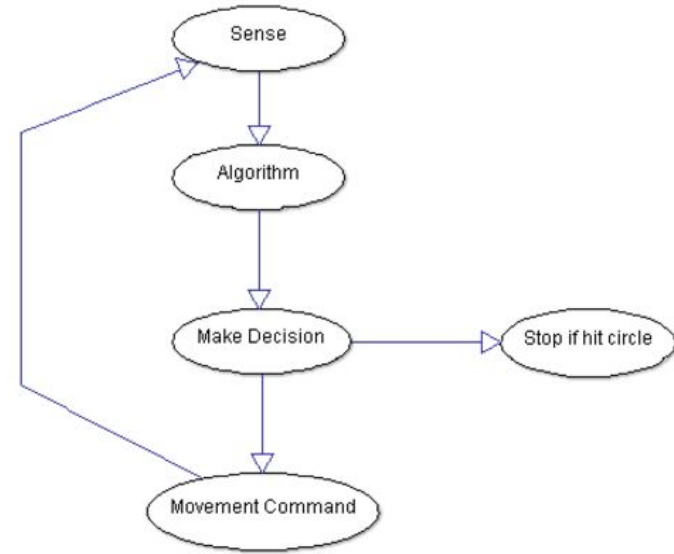 Sense
Algorithm
Make Decision
Stop if hit circle
Movement Command